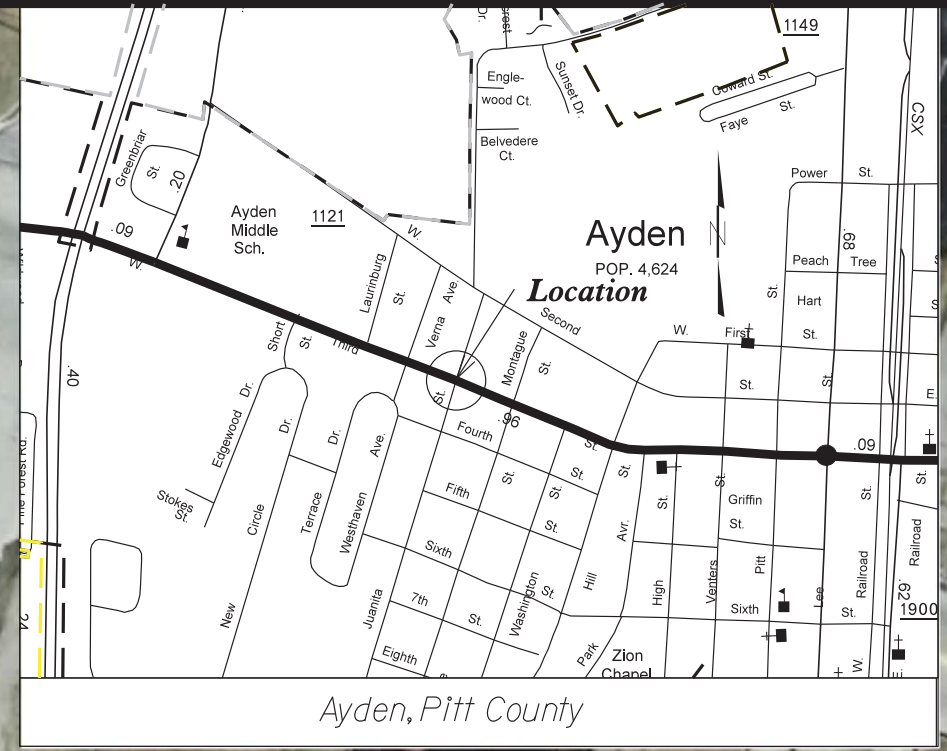 1149
Engle-
wood Ct.
Sunset Dr.
Coward St.
Faye St.
CSX
Belvedere
Ct.
Greenbriar St.
.20
.09
Ayden
Middle
Sch.
1121
W.
Ayden
N
POP. 4,624
Location
Power St.
.68
Peach Tree
Hart St.
St.
Laurinburg St.
Verna Ave.
Second
W. First
St.
St.
E.
W.
Third
Short St.
Montague St.
St.
.40
Edgewood Dr.
Dr.
Dr.
Ave.
Fourth
.96
St.
St.
.09
Stokes
St.
Circle
Terrace
Westhaven
Fifth
St.
St.
St.
Avr.
St.
St.
Griffin
St.
St.
Railroad
Sixth
St.
Washington
Hill
High
Venters
Pitt
Lee
Railroad
.62
1900
New
Juanita
7th
St.
Sixth St.
Eighth
Park
Zion
Chapel
W.
Ayden, Pitt County